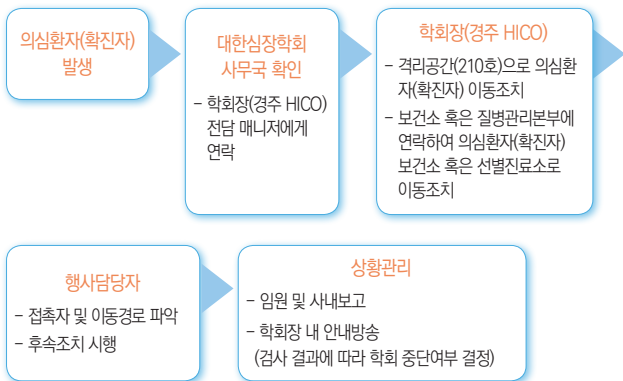 의심환자(확진자)
발생
대한심장학회
사무국 확인
- 학회장(경주 HICO)
전담 매니저에게
연락
학회장(경주 HICO)
- 격리공간(210호)으로 의심환
자(확진자) 이동조치
- 보건소 혹은 질병관리본부에
연락하여 의심환자(확진자)
보건소 혹은 선별진료소로
이동조치
행사담당자
- 접촉자 및 이동경로 파악
- 후속조치 시행
상황관리
- 임원 및 사내보고
- 학회장 내 안내방송
(검사 결과에 따라 학회 중단여부 결정)